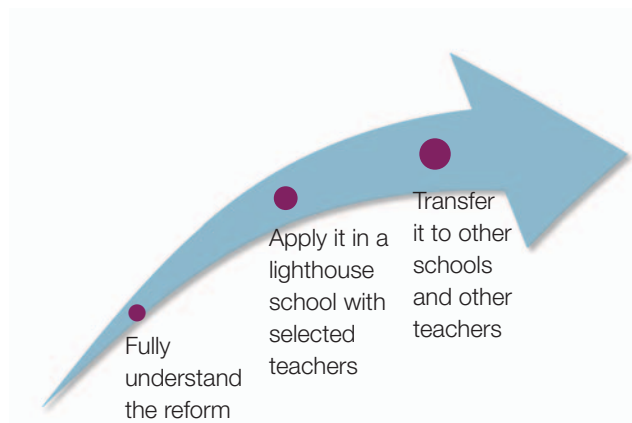 Fully
understand
the reform
Apply it in a
lighthouse
school with
selected
teachers
Transfer
it to other
schools
and other
teachers